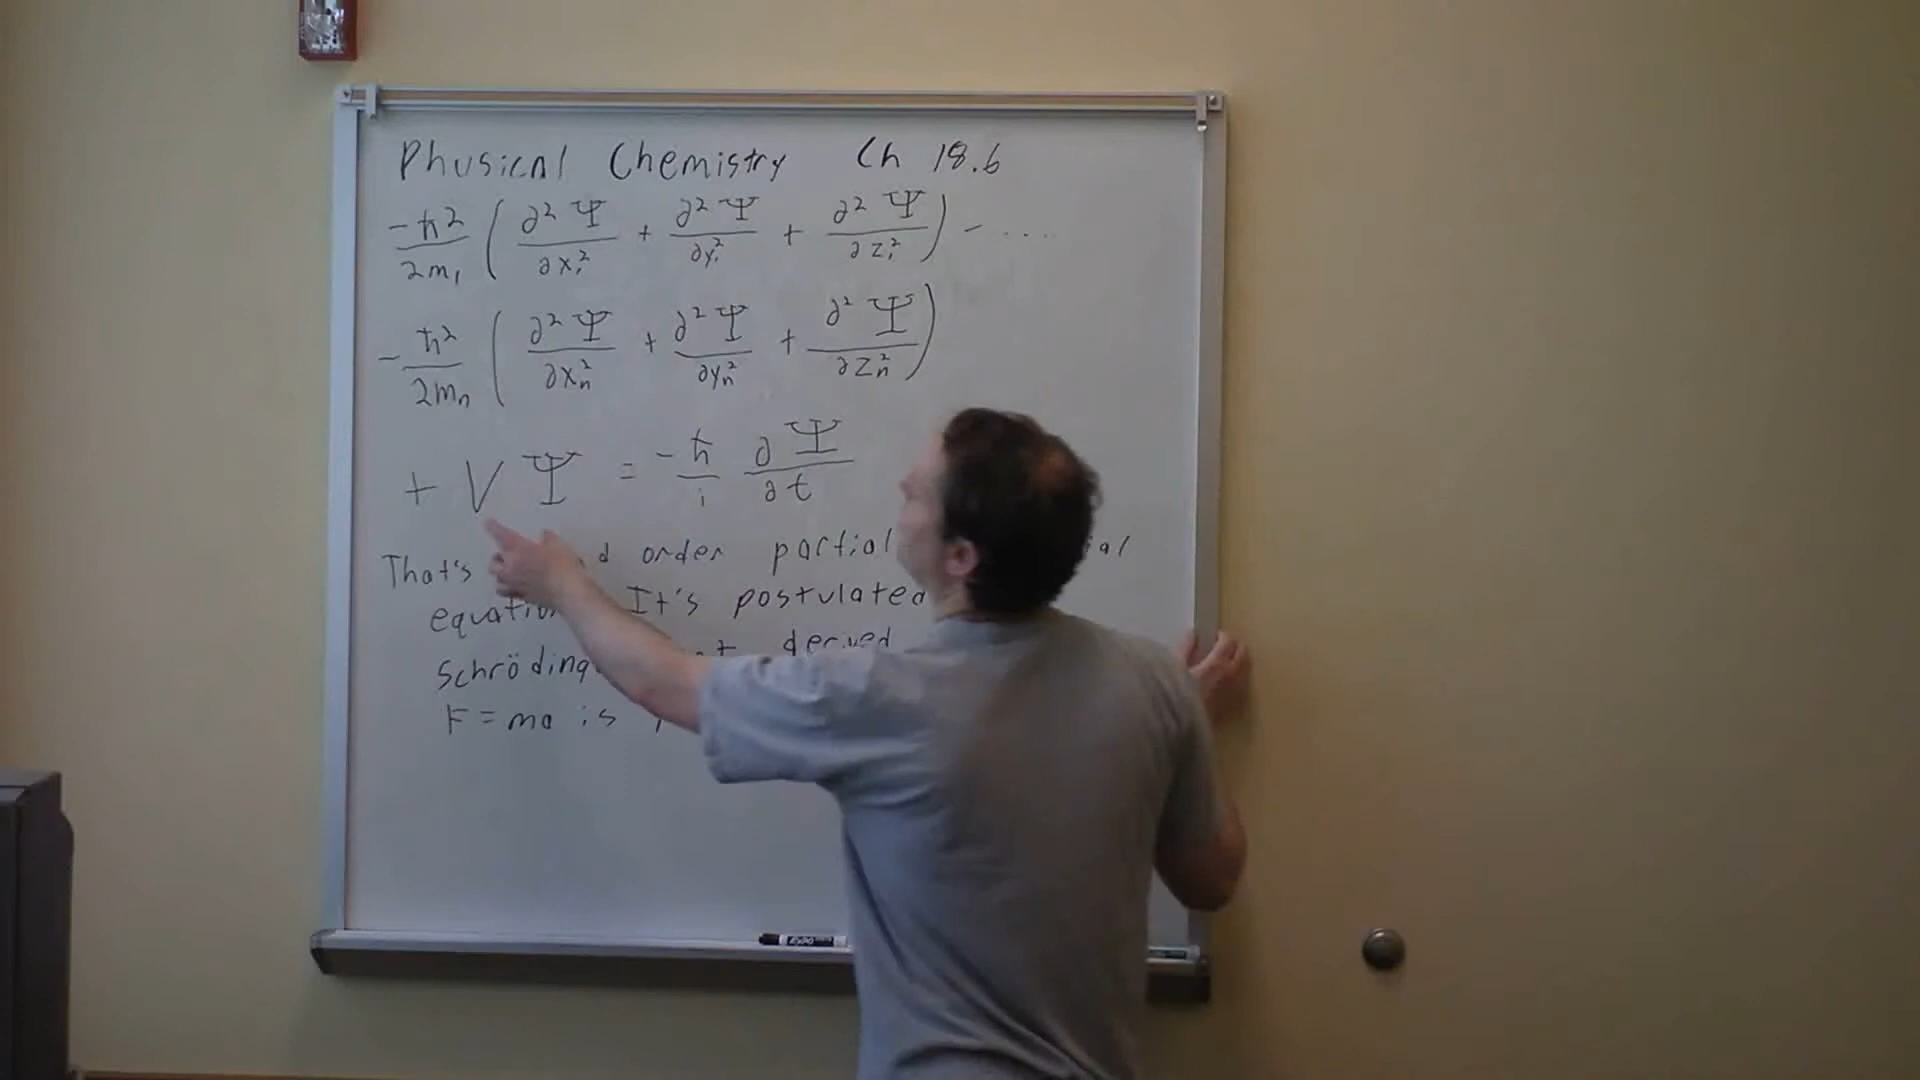 Physical Chemistry Ch 18.6
-ħ²/2m₁ ( ∂²Ψ/∂x₁² + ∂²Ψ/∂y₁² + ∂²Ψ/∂z₁² ) - ....
- ħ²/2mₙ ( ∂²Ψ/∂xₙ² + ∂²Ψ/∂yₙ² + ∂²Ψ/∂zₙ² )
+ V Ψ = -ħ/i ∂Ψ/∂t
That's order partial
It's postulated
derived
F = ma is